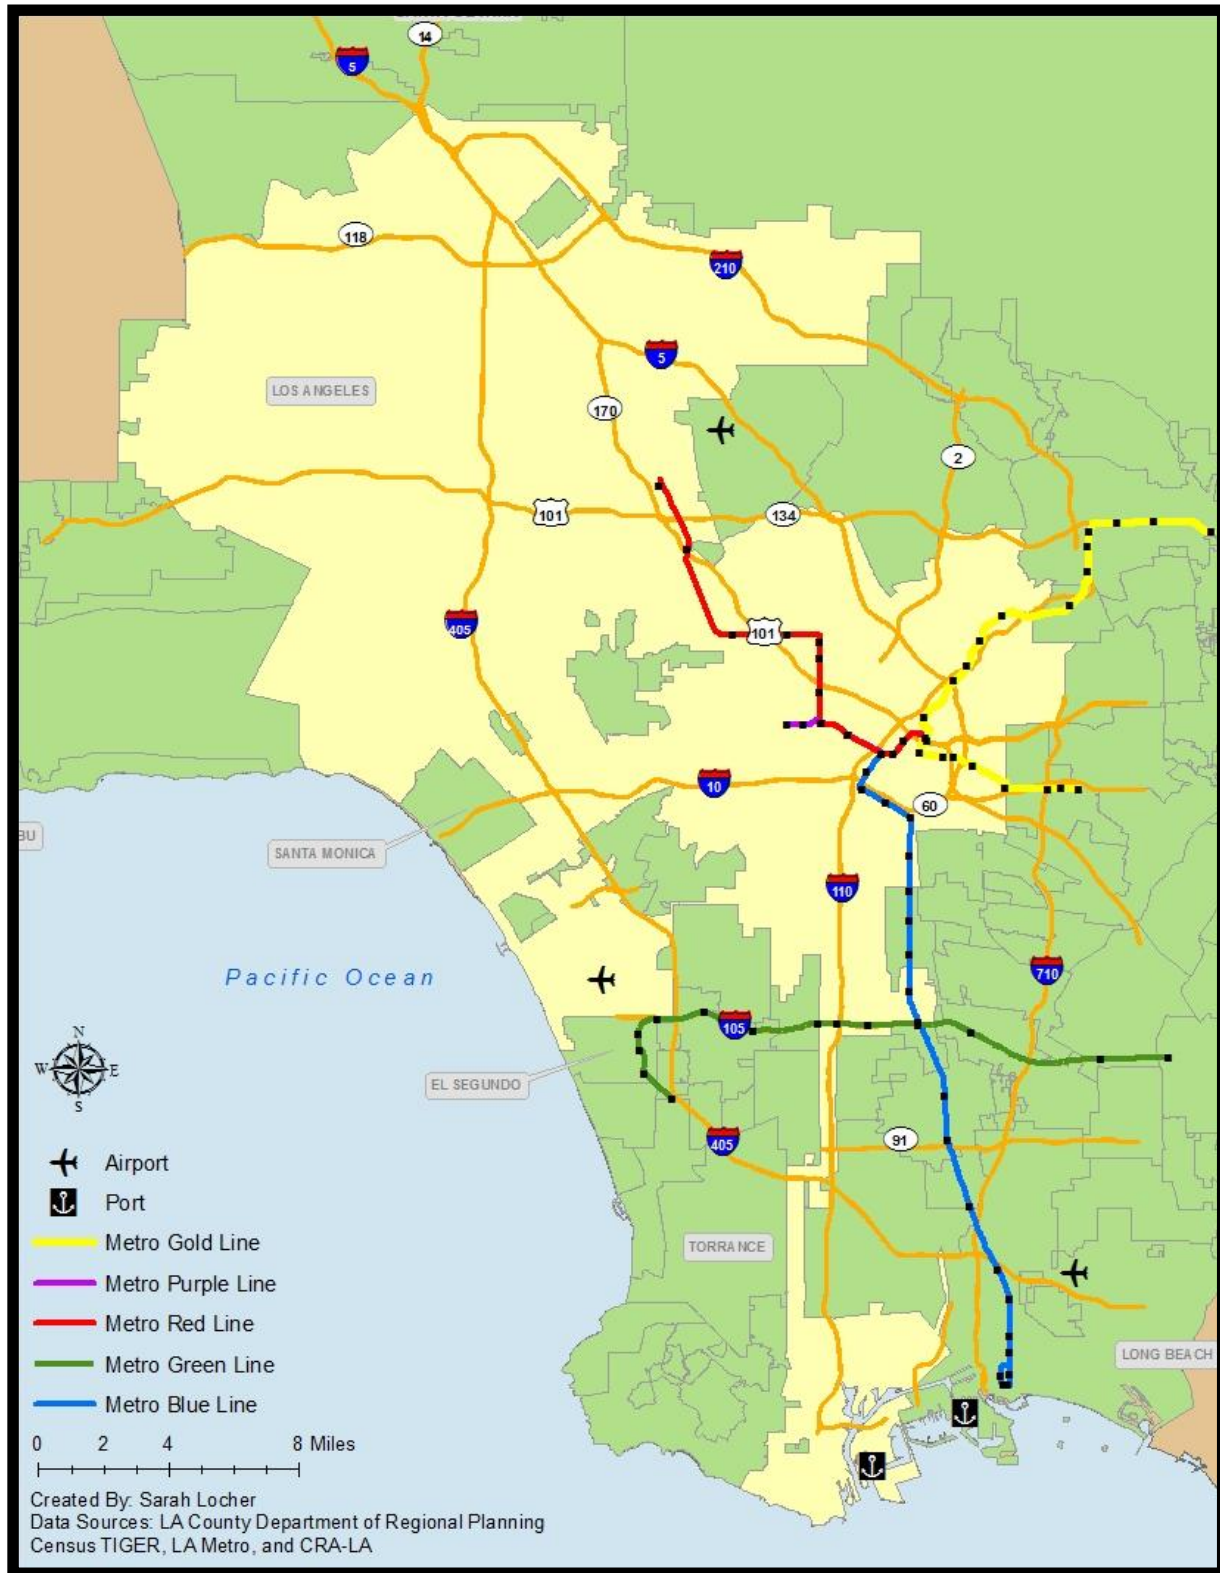 14
5
118
210
5
LOS ANGELES
170
2
101
134
405
101
10
60
BU
SANTA MONICA
110
Pacific Ocean
710
105
N
W E
S
EL SEGUNDO
405
91
Airport
Port
Metro Gold Line
TORRANCE
Metro Purple Line
Metro Red Line
LONG BEACH
Metro Green Line
Metro Blue Line
0 2 4 8 Miles
Created By: Sarah Locher
Data Sources: LA County Department of Regional Planning
Census TIGER, LA Metro, and CRA-LA